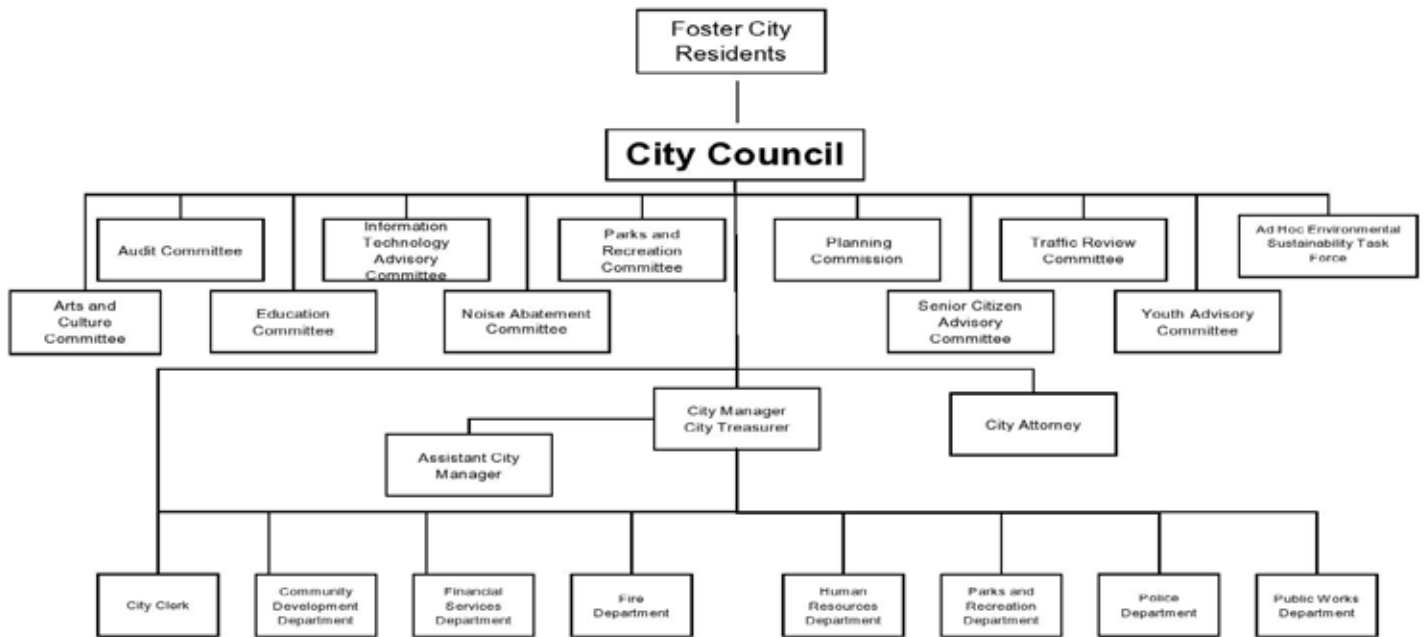 Foster City
Residents
City Council
Audit Committee
Information
Technology
Advisory
Committee
Parks and
Recreation
Committee
Planning
Commission
Traffic Review
Committee
Ad Hoc Environmental
Sustainability Task
Force
Arts and
Culture
Committee
Education
Committee
Noise Abatement
Committee
Senior Citizen
Advisory
Committee
Youth Advisory
Committee
City Manager
City Treasurer
City Attorney
Assistant City
Manager
City Clerk
Community
Development
Department
Financial
Services
Department
Fire
Department
Human
Resources
Department
Parks and
Recreation
Department
Police
Department
Public Works
Department